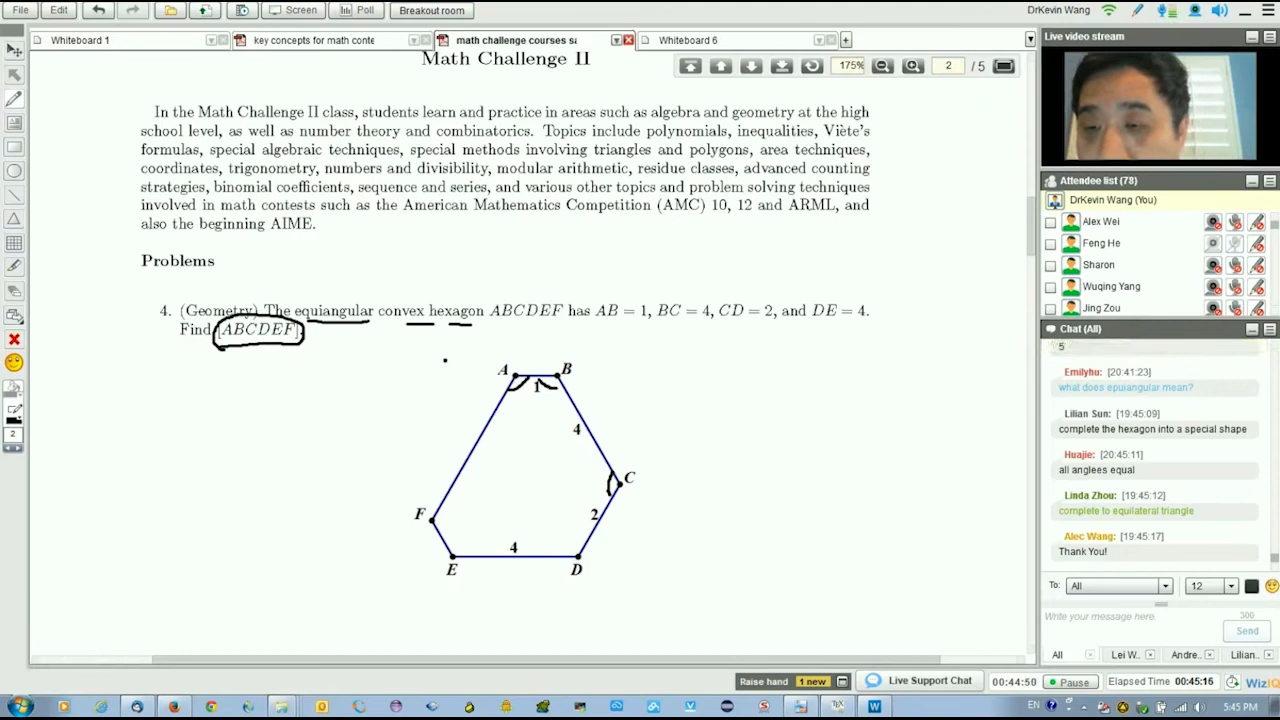 File Edit Screen Poll Breakout room DrKevin Wang
Whiteboard 1 key concepts for math conte math challenge courses sa Whiteboard 6
175% 2 / 5
Math Challenge II
In the Math Challenge II class, students learn and practice in areas such as algebra and geometry at the high
school level, as well as number theory and combinatorics. Topics include polynomials, inequalities, Viète's
formulas, special algebraic techniques, special methods involving triangles and polygons, area techniques,
coordinates, trigonometry, numbers and divisibility, modular arithmetic, residue classes, advanced counting
strategies, binomial coefficients, sequence and series, and various other topics and problem solving techniques
involved in math contests such as the American Mathematics Competition (AMC) 10, 12 and ARML, and
also the beginning AIME.
Problems
4. (Geometry) The equiangular convex hexagon ABCDEF has AB = 1, BC = 4, CD = 2, and DE = 4.
Find [ABCDEF].
A B
1
4
C
F 2
4
E D
2
Live video stream
Attendee list (78)
DrKevin Wang (You)
Alex Wei
Feng He
Sharon
Wuqing Yang
Jing Zou
Chat (All)
5
Emilyhu: [20:41:23]
what does epuiangular mean?
Lilian Sun: [19:45:09]
complete the hexagon into a special shape
Huajie: [20:45:11]
all anglees equal
Linda Zhou: [19:45:12]
complete to equilateral triangle
Alec Wang: [19:45:17]
Thank You!
To: All 12
Write your message here. 300
Send
All Lei W.. Andre.. Lilian..
Raise hand 1 new Live Support Chat 00:44:50 Pause Elapsed Time 00:45:16 WizIQ
EN 5:45 PM